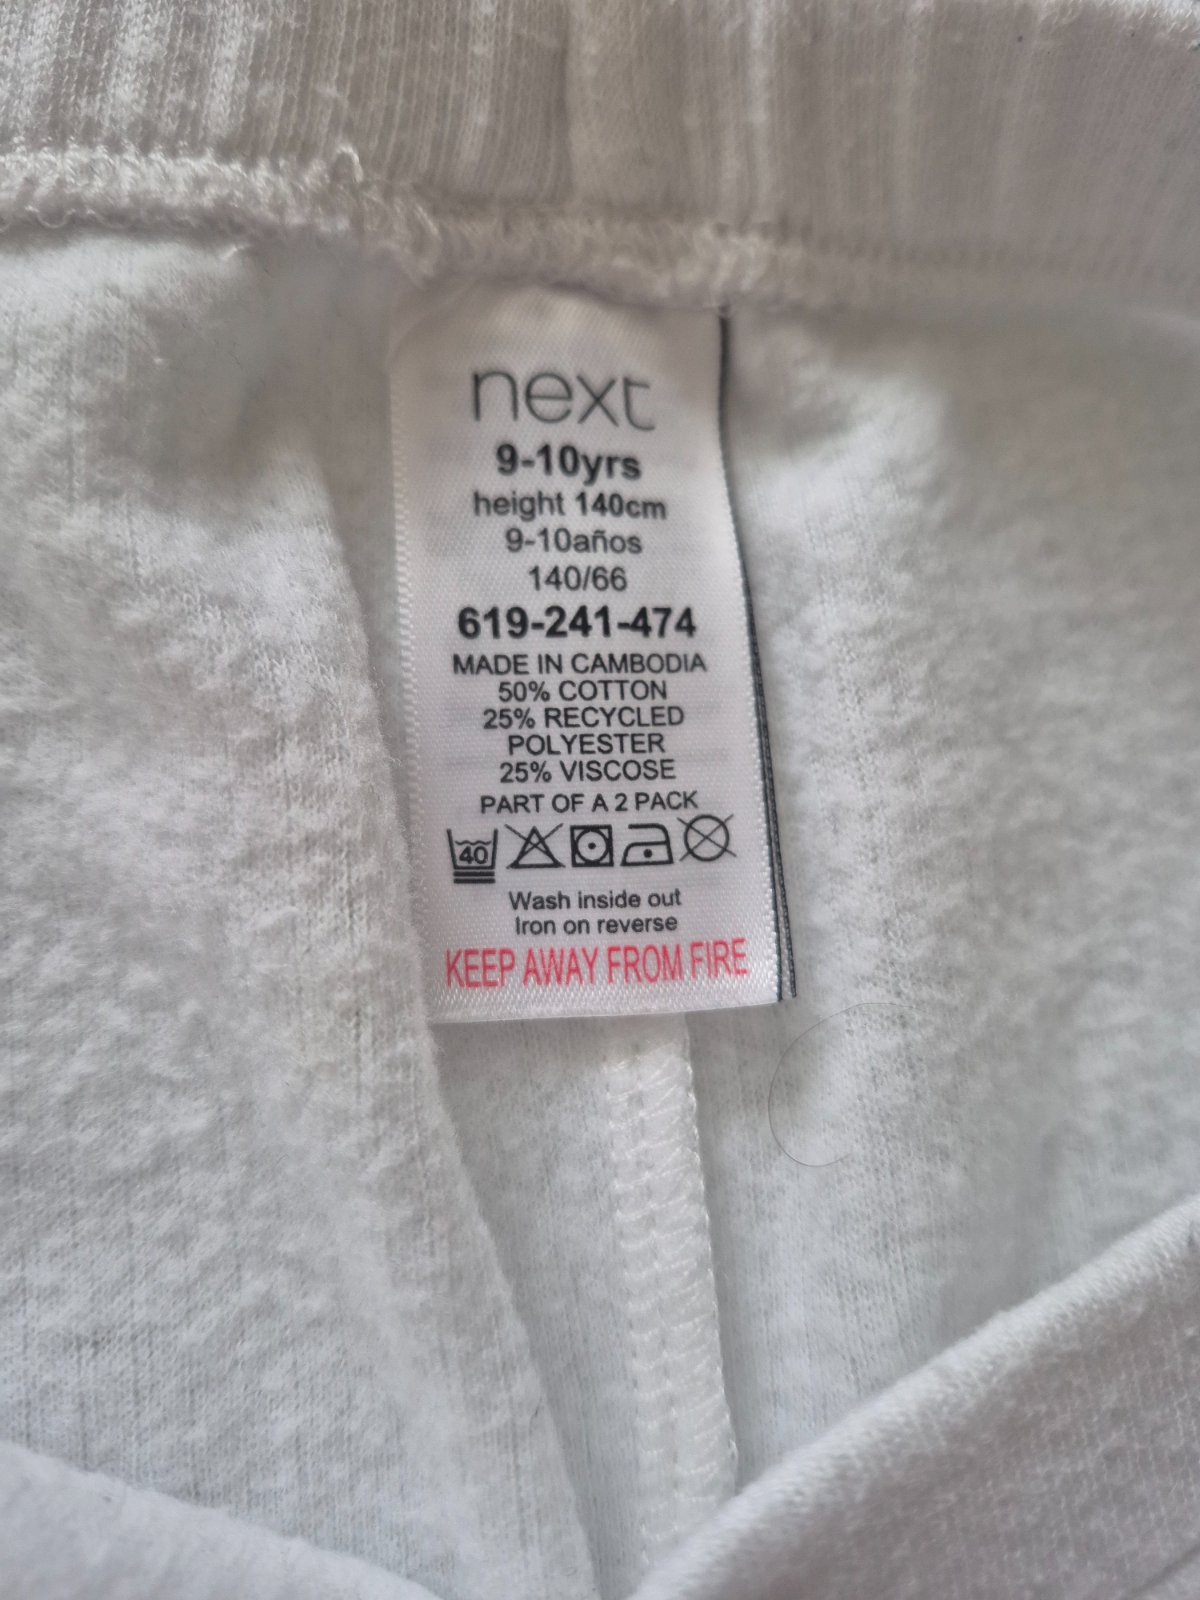 next
9-10yrs
height 140cm
9-10años
140/66
619-241-474
MADE IN CAMBODIA
50% COTTON
25% RECYCLED
POLYESTER
25% VISCOSE
PART OF A 2 PACK
40
Wash inside out
Iron on reverse
KEEP AWAY FROM FIRE